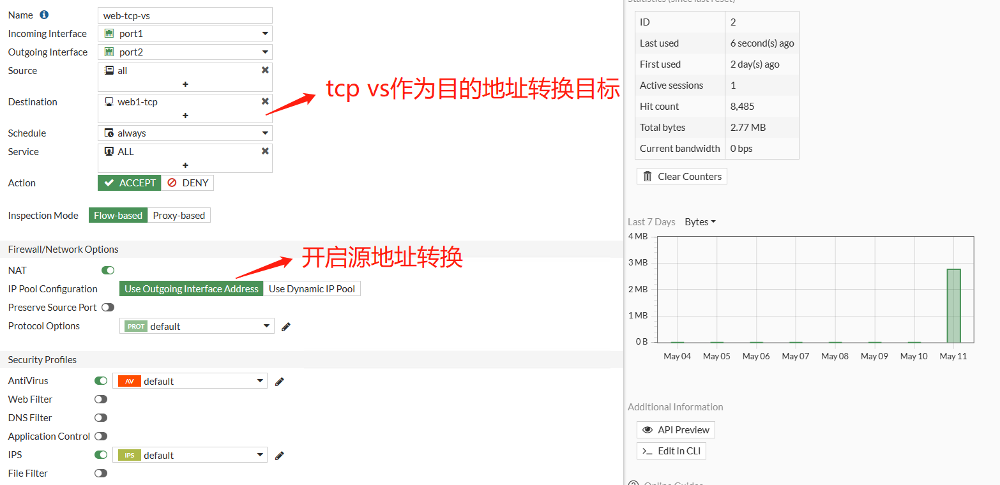 Name
web-tcp-vs
Incoming Interface
port1
Outgoing Interface
port2
Source
all
+
Destination
web1-tcp
+
tcp vs作为目的地址转换目标
Schedule
always
Service
ALL
+
Action
ACCEPT
DENY
Inspection Mode
Flow-based
Proxy-based
Firewall/Network Options
开启源地址转换
NAT
IP Pool Configuration
Use Outgoing Interface Address
Use Dynamic IP Pool
Preserve Source Port
Protocol Options
PROT default
Security Profiles
AntiVirus
AV default
Web Filter
DNS Filter
Application Control
IPS
IPS default
File Filter
Statistics (since last reset)
ID 2
Last used 6 second(s) ago
First used 2 day(s) ago
Active sessions 1
Hit count 8,485
Total bytes 2.77 MB
Current bandwidth 0 bps
Clear Counters
Last 7 Days Bytes
4 MB
3 MB
2 MB
1 MB
0 B
May 04 May 05 May 06 May 07 May 08 May 09 May 10 May 11
Additional Information
API Preview
>_ Edit in CLI
Online Guides